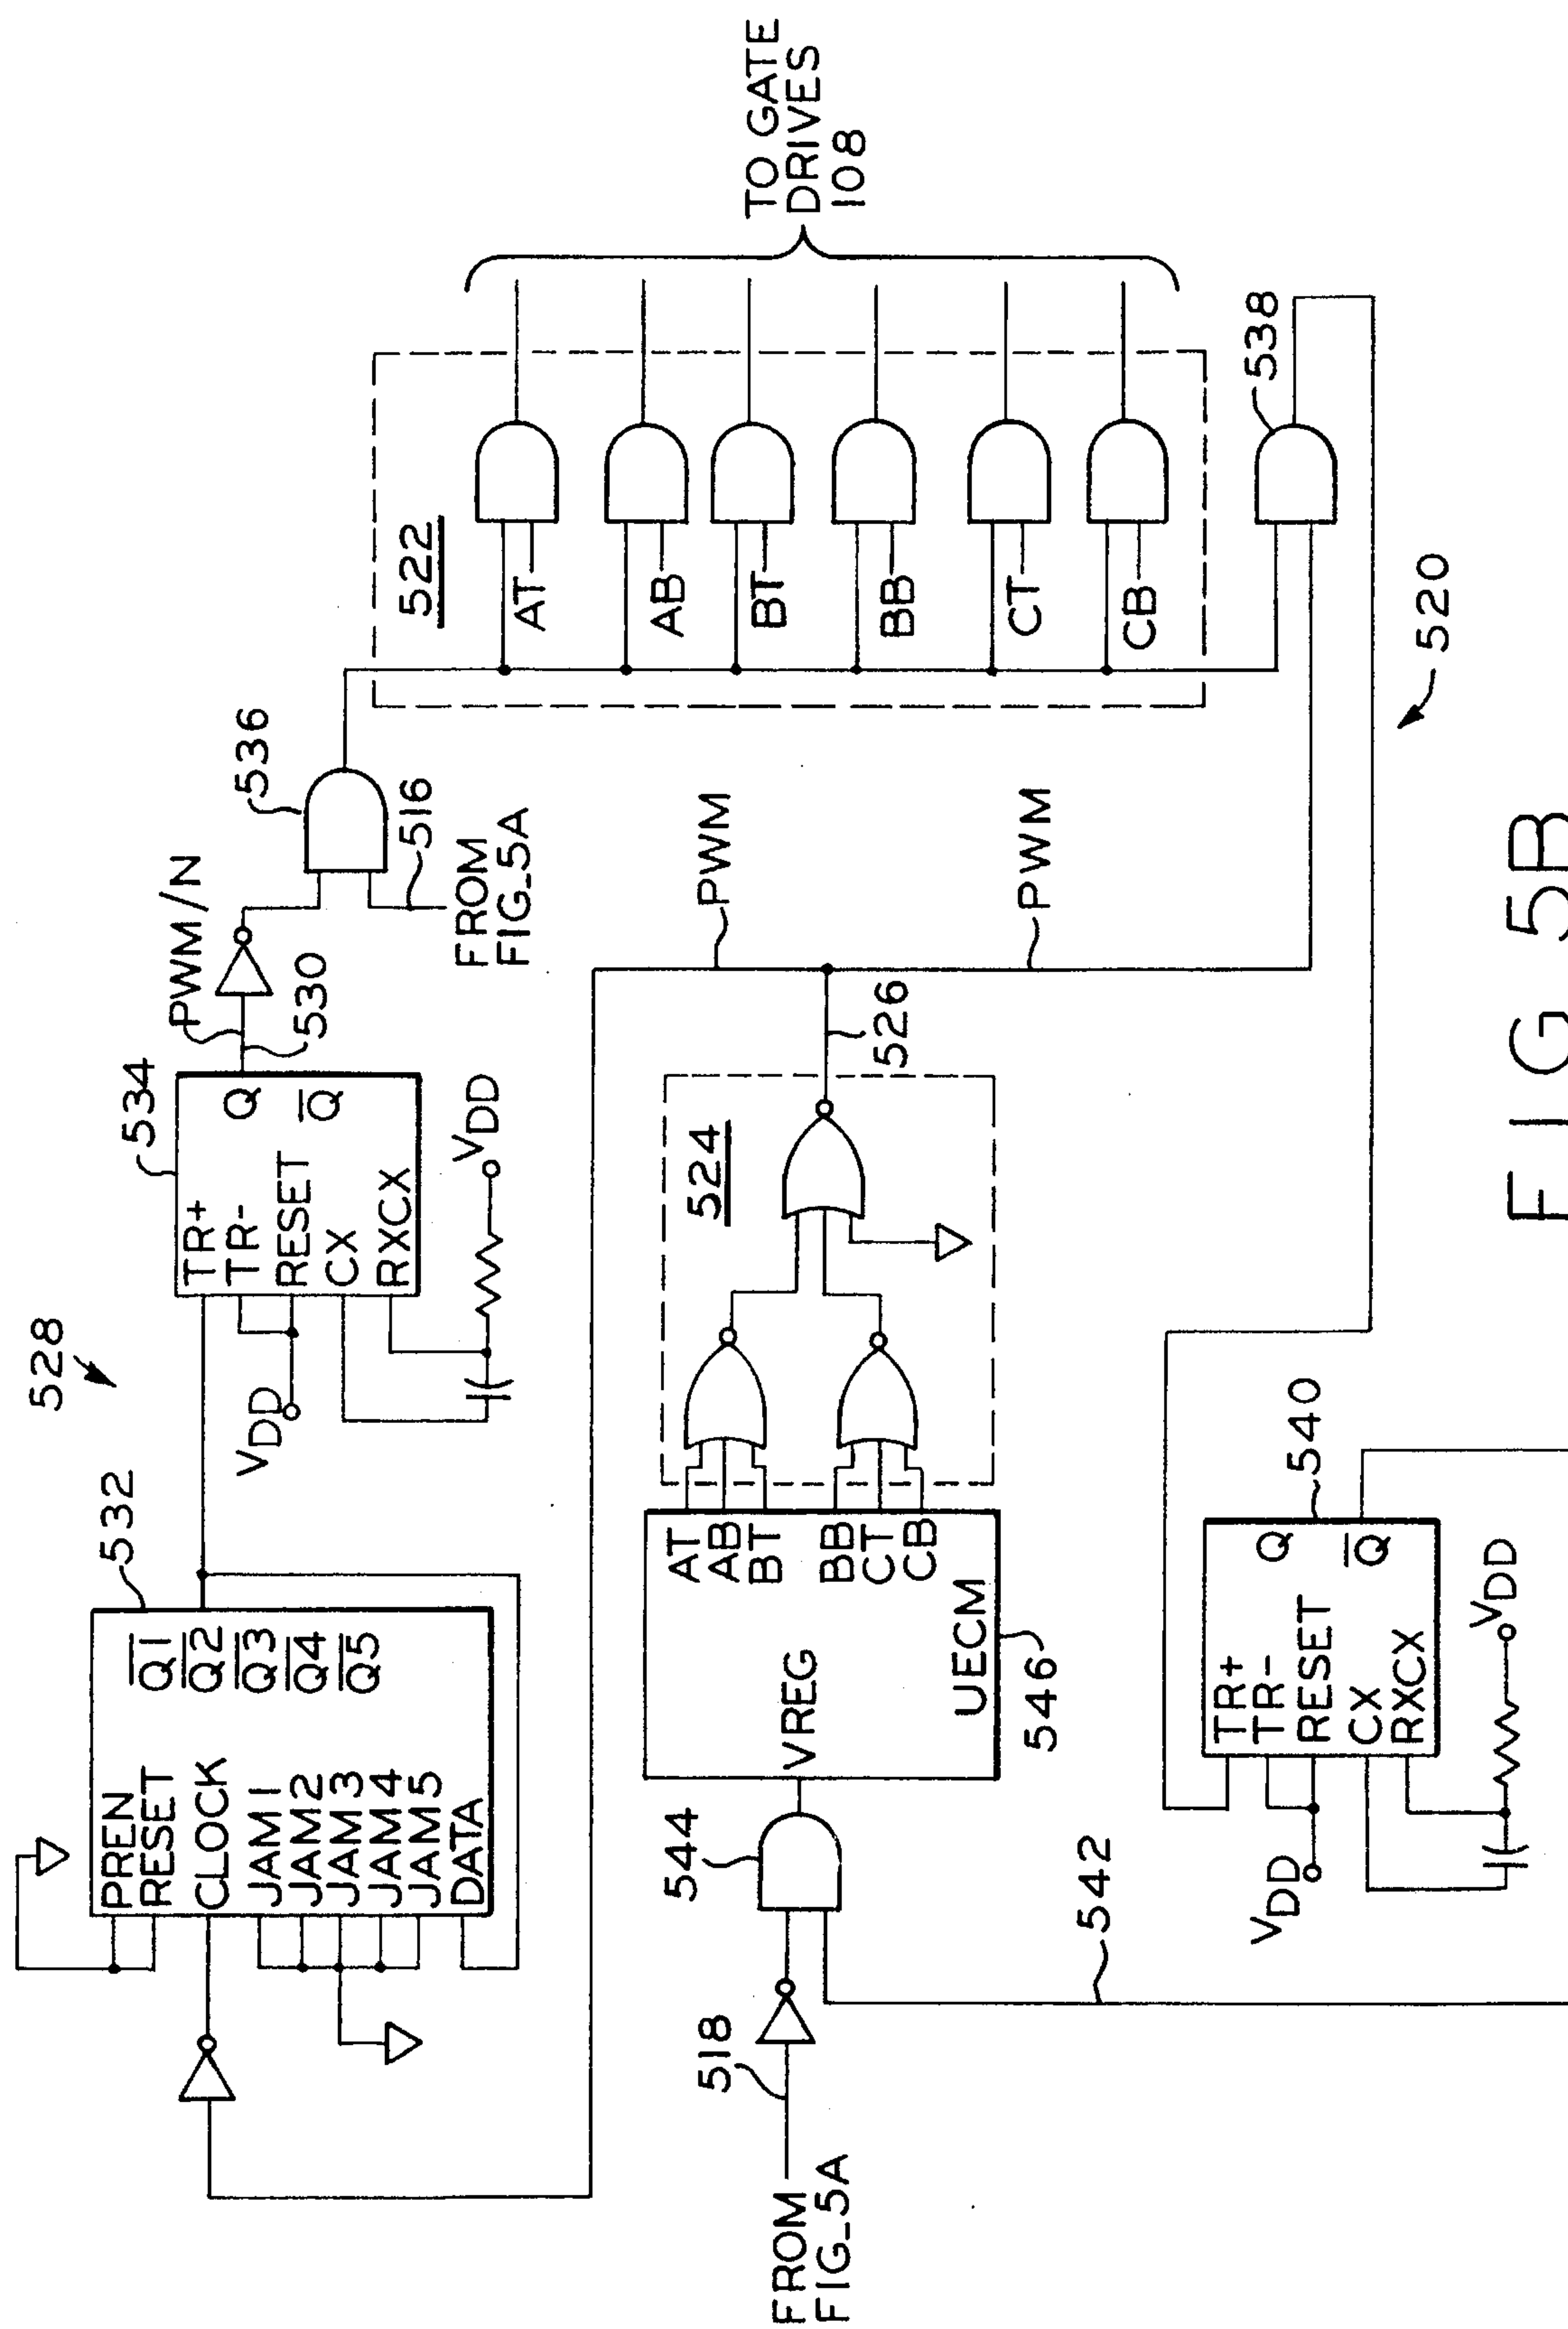 528
532
PREN
RESET
CLOCK
JAM1
JAM2
JAM3
JAM4
JAM5
DATA
Q1
Q2
Q3
Q4
Q5
534
TR+
TR-
RESET
CX
RXCX
Q
Q
VDD
VDD
PWM/N
530
536
516
FROM
FIG_5A
522
AT
AB
BT
BB
CT
CB
TO GATE
DRIVES
108
538
PWM
PWM
526
524
AT
AB
BT
BB
CT
CB
VREG
UECM
546
544
518
FROM
FIG_5A
542
540
TR+
TR-
RESET
CX
RXCX
Q
Q
VDD
VDD
520
FIG 5B